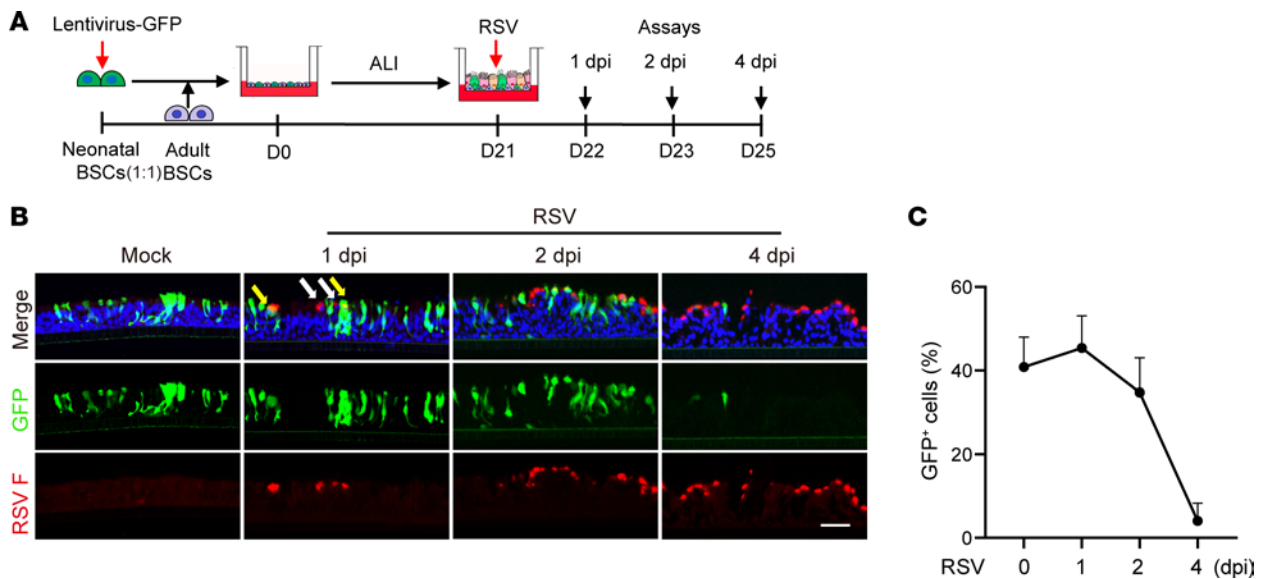 A
Lentivirus-GFP
RSV
Assays
ALI
1 dpi
2 dpi
4 dpi
Neonatal
BSCs
(1:1)
Adult
BSCs
D0
D21
D22
D23
D25
B
RSV
Mock
1 dpi
2 dpi
4 dpi
Merge
GFP
RSV F
C
GFP⁺ cells (%)
60
40
20
0
RSV 0 1 2 4 (dpi)